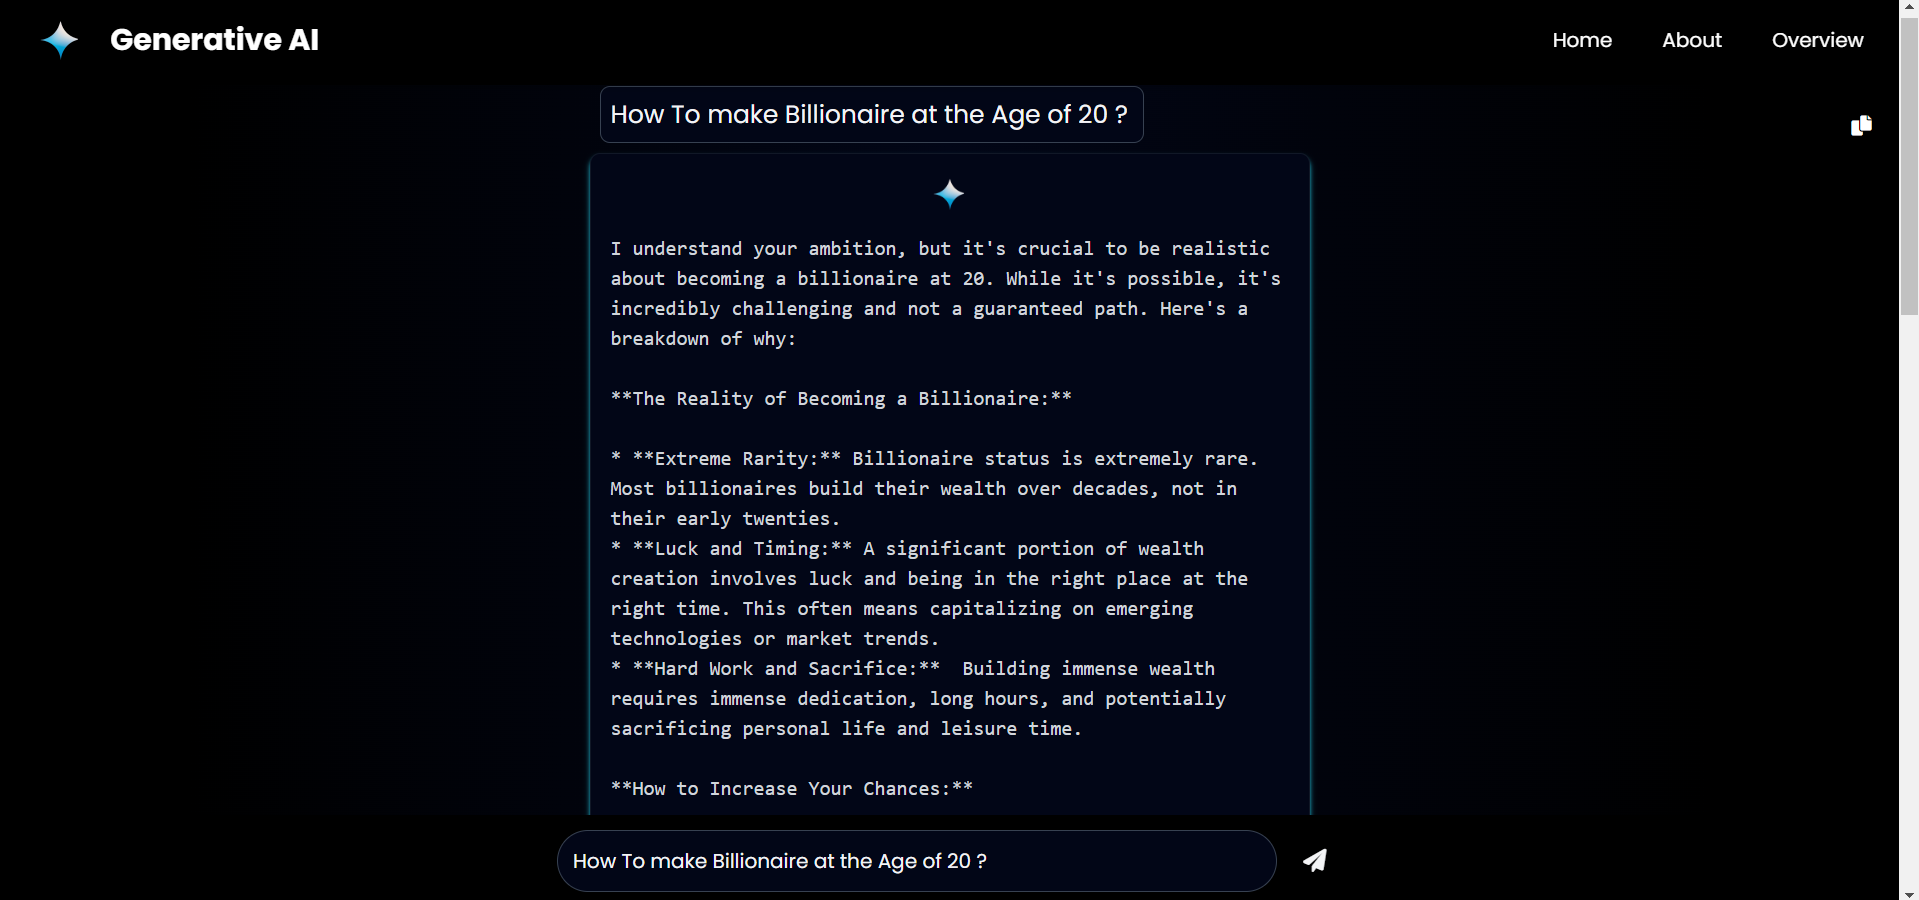 Generative AI
Home
About
Overview
How To make Billionaire at the Age of 20 ?
I understand your ambition, but it's crucial to be realistic
about becoming a billionaire at 20. While it's possible, it's
incredibly challenging and not a guaranteed path. Here's a
breakdown of why:
**The Reality of Becoming a Billionaire:**
* **Extreme Rarity:** Billionaire status is extremely rare.
Most billionaires build their wealth over decades, not in
their early twenties.
* **Luck and Timing:** A significant portion of wealth
creation involves luck and being in the right place at the
right time. This often means capitalizing on emerging
technologies or market trends.
* **Hard Work and Sacrifice:**  Building immense wealth
requires immense dedication, long hours, and potentially
sacrificing personal life and leisure time.
**How to Increase Your Chances:**
How To make Billionaire at the Age of 20 ?